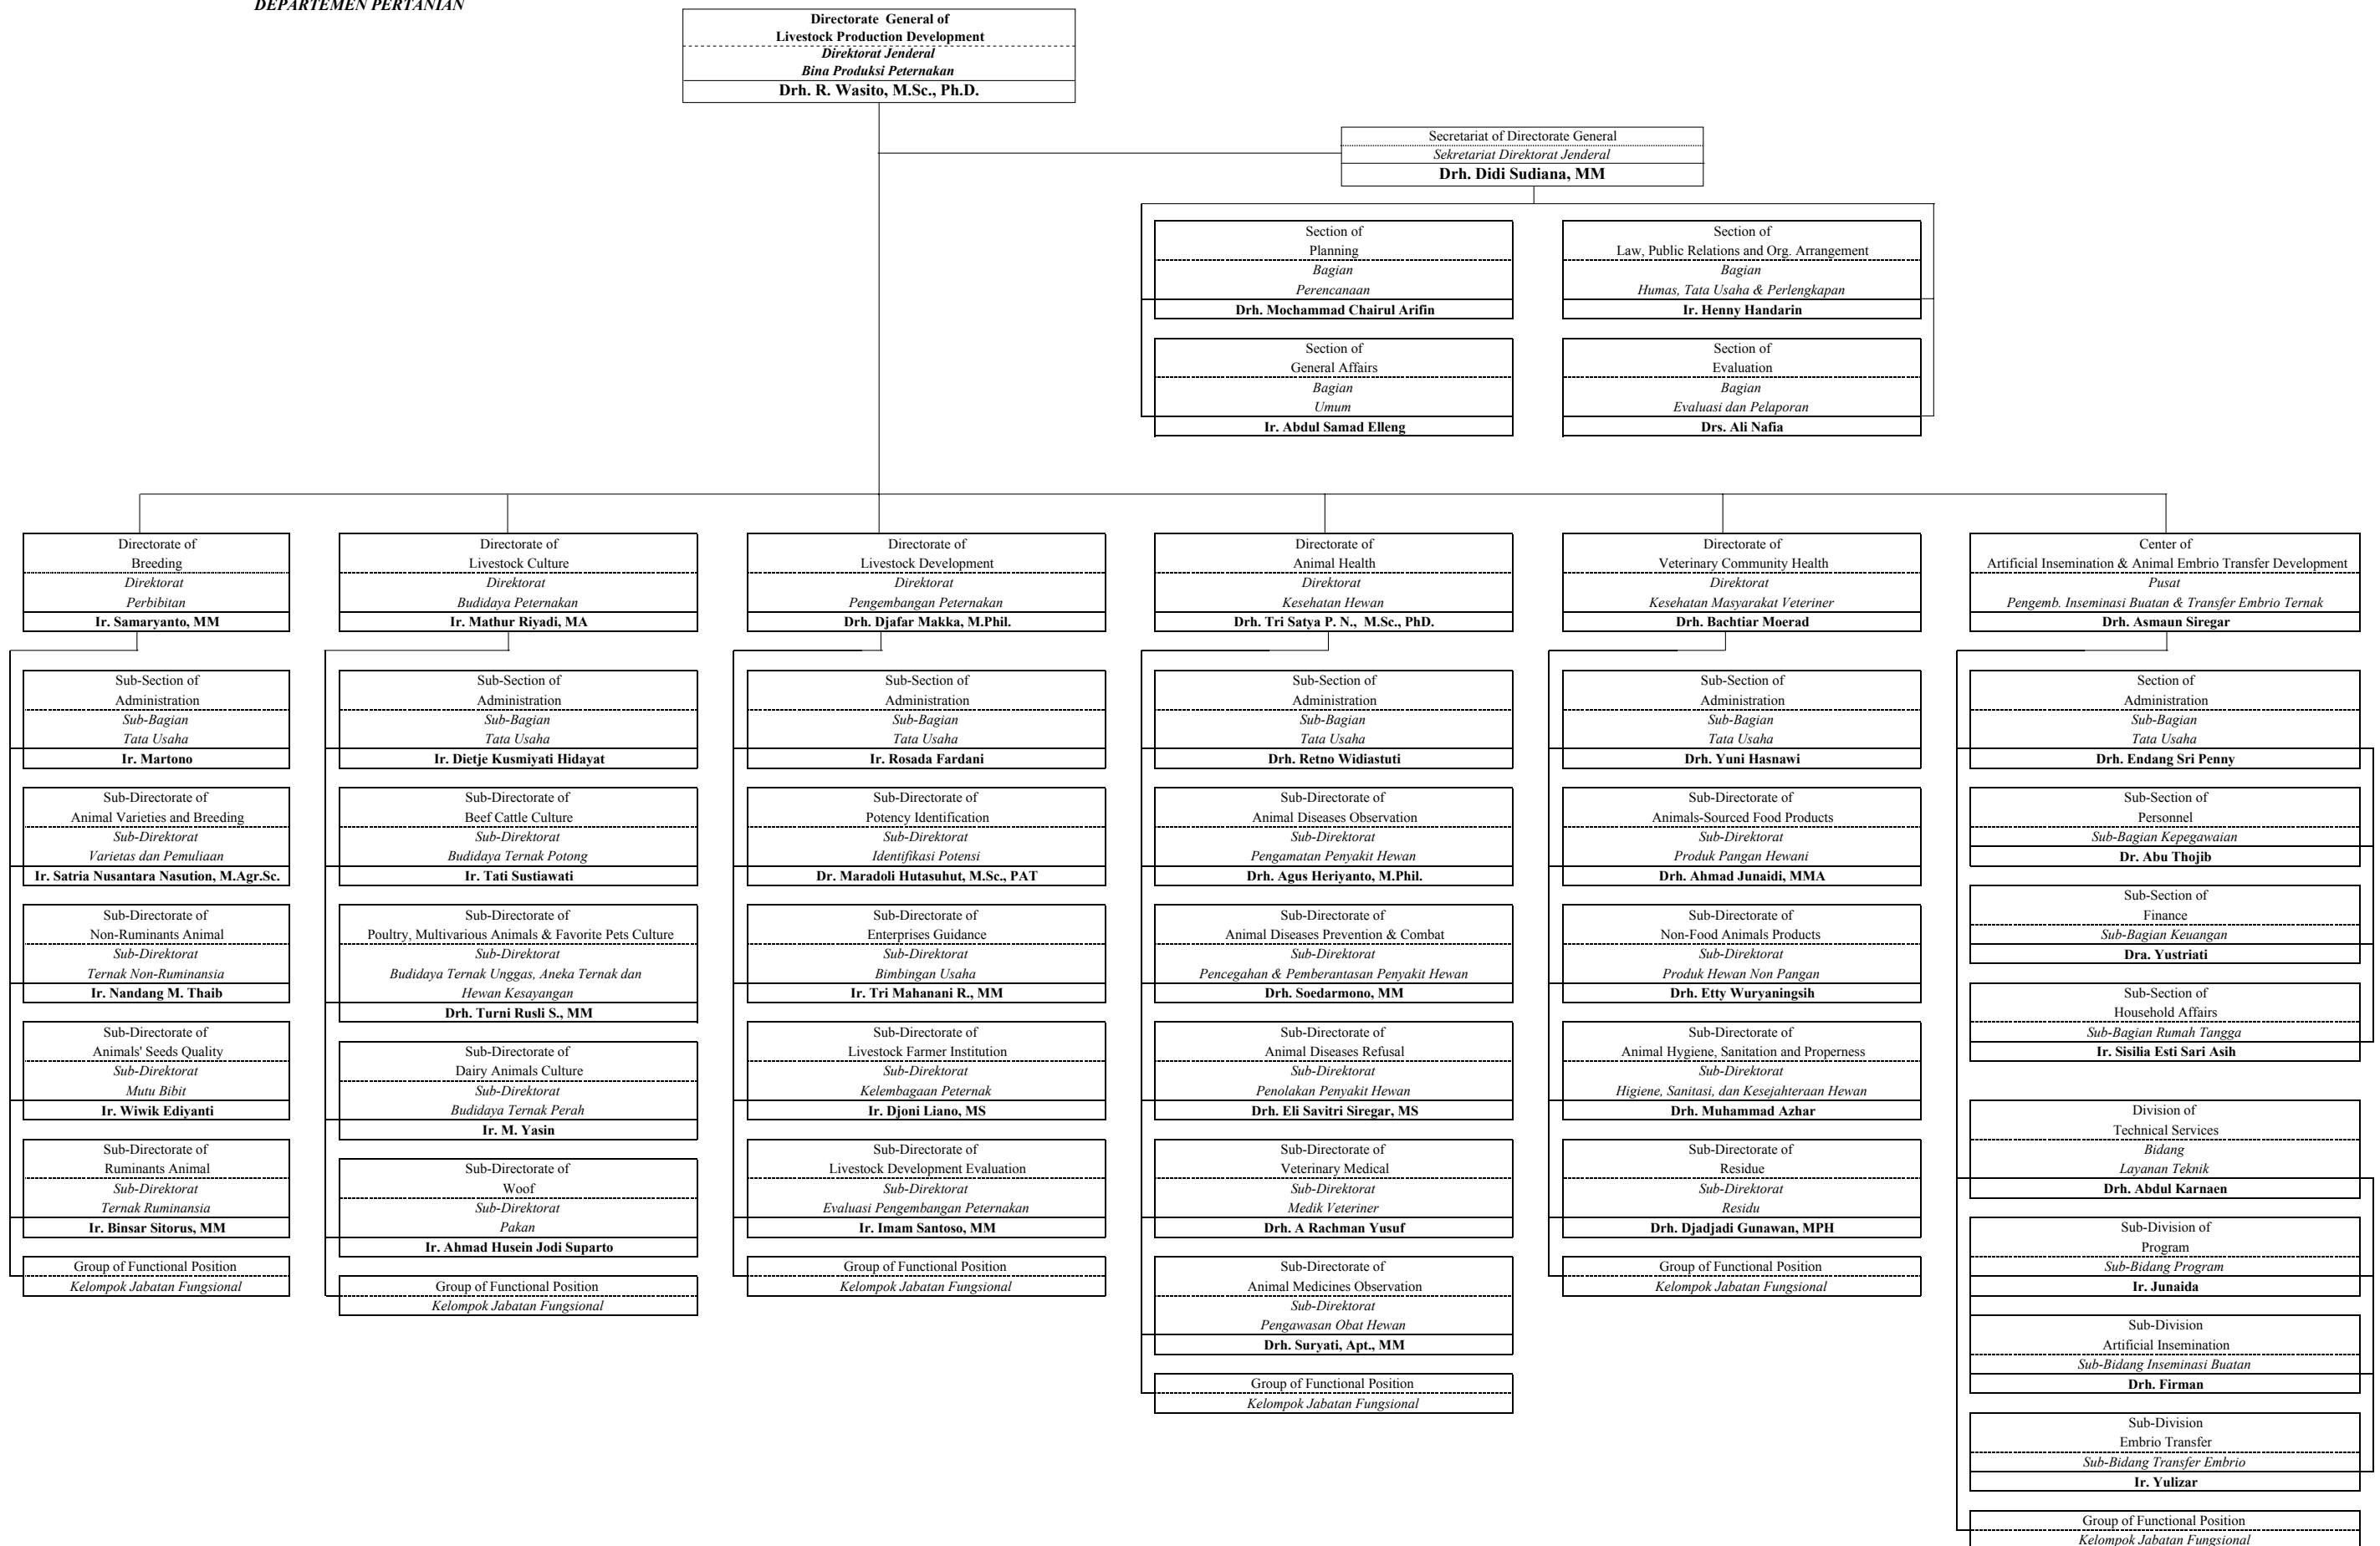 DEPARTEMEN PERTANIAN
Directorate General of
Livestock Production Development
Direktorat Jenderal
Bina Produksi Peternakan
Drh. R. Wasito, M.Sc., Ph.D.
Secretariat of Directorate General
Sekretariat Direktorat Jenderal
Drh. Didi Sudiana, MM
Section of
Planning
Bagian
Perencanaan
Drh. Mochammad Chairul Arifin
Section of
Law, Public Relations and Org. Arrangement
Bagian
Humas, Tata Usaha & Perlengkapan
Ir. Henny Handarin
Section of
General Affairs
Bagian
Umum
Ir. Abdul Samad Elleng
Section of
Evaluation
Bagian
Evaluasi dan Pelaporan
Drs. Ali Nafia
Directorate of
Breeding
Direktorat
Perbibitan
Ir. Samaryanto, MM
Sub-Section of
Administration
Sub-Bagian
Tata Usaha
Ir. Martono
Sub-Directorate of
Animal Varieties and Breeding
Sub-Direktorat
Varietas dan Pemuliaan
Ir. Satria Nusantara Nasution, M.Agr.Sc.
Sub-Directorate of
Non-Ruminants Animal
Sub-Direktorat
Ternak Non-Ruminansia
Ir. Nandang M. Thaib
Sub-Directorate of
Animals' Seeds Quality
Sub-Direktorat
Mutu Bibit
Ir. Wiwik Ediyanti
Sub-Directorate of
Ruminants Animal
Sub-Direktorat
Ternak Ruminansia
Ir. Binsar Sitorus, MM
Group of Functional Position
Kelompok Jabatan Fungsional
Directorate of
Livestock Culture
Direktorat
Budidaya Peternakan
Ir. Mathur Riyadi, MA
Sub-Section of
Administration
Sub-Bagian
Tata Usaha
Ir. Dietje Kusmiyati Hidayat
Sub-Directorate of
Beef Cattle Culture
Sub-Direktorat
Budidaya Ternak Potong
Ir. Tati Sustiawati
Sub-Directorate of
Poultry, Multivarious Animals & Favorite Pets Culture
Sub-Direktorat
Budidaya Ternak Unggas, Aneka Ternak dan
Hewan Kesayangan
Drh. Turni Rusli S., MM
Sub-Directorate of
Dairy Animals Culture
Sub-Direktorat
Budidaya Ternak Perah
Ir. M. Yasin
Sub-Directorate of
Woof
Sub-Direktorat
Pakan
Ir. Ahmad Husein Jodi Suparto
Group of Functional Position
Kelompok Jabatan Fungsional
Directorate of
Livestock Development
Direktorat
Pengembangan Peternakan
Drh. Djafar Makka, M.Phil.
Sub-Section of
Administration
Sub-Bagian
Tata Usaha
Ir. Rosada Fardani
Sub-Directorate of
Potency Identification
Sub-Direktorat
Identifikasi Potensi
Dr. Maradoli Hutasuhut, M.Sc., PAT
Sub-Directorate of
Enterprises Guidance
Sub-Direktorat
Bimbingan Usaha
Ir. Tri Mahanani R., MM
Sub-Directorate of
Livestock Farmer Institution
Sub-Direktorat
Kelembagaan Peternak
Ir. Djoni Liano, MS
Sub-Directorate of
Livestock Development Evaluation
Sub-Direktorat
Evaluasi Pengembangan Peternakan
Ir. Imam Santoso, MM
Group of Functional Position
Kelompok Jabatan Fungsional
Directorate of
Animal Health
Direktorat
Kesehatan Hewan
Drh. Tri Satya P. N., M.Sc., PhD.
Sub-Section of
Administration
Sub-Bagian
Tata Usaha
Drh. Retno Widiastuti
Sub-Directorate of
Animal Diseases Observation
Sub-Direktorat
Pengamatan Penyakit Hewan
Drh. Agus Heriyanto, M.Phil.
Sub-Directorate of
Animal Diseases Prevention & Combat
Sub-Direktorat
Pencegahan & Pemberantasan Penyakit Hewan
Drh. Soedarmono, MM
Sub-Directorate of
Animal Diseases Refusal
Sub-Direktorat
Penolakan Penyakit Hewan
Drh. Eli Savitri Siregar, MS
Sub-Directorate of
Veterinary Medical
Sub-Direktorat
Medik Veteriner
Drh. A Rachman Yusuf
Sub-Directorate of
Animal Medicines Observation
Sub-Direktorat
Pengawasan Obat Hewan
Drh. Suryati, Apt., MM
Group of Functional Position
Kelompok Jabatan Fungsional
Directorate of
Veterinary Community Health
Direktorat
Kesehatan Masyarakat Veteriner
Drh. Bachtiar Moerad
Sub-Section of
Administration
Sub-Bagian
Tata Usaha
Drh. Yuni Hasnawi
Sub-Directorate of
Animals-Sourced Food Products
Sub-Direktorat
Produk Pangan Hewani
Drh. Ahmad Junaidi, MMA
Sub-Directorate of
Non-Food Animals Products
Sub-Direktorat
Produk Hewan Non Pangan
Drh. Etty Wuryaningsih
Sub-Directorate of
Animal Hygiene, Sanitation and Properness
Sub-Direktorat
Higiene, Sanitasi, dan Kesejahteraan Hewan
Drh. Muhammad Azhar
Sub-Directorate of
Residue
Sub-Direktorat
Residu
Drh. Djadjadi Gunawan, MPH
Group of Functional Position
Kelompok Jabatan Fungsional
Center of
Artificial Insemination & Animal Embrio Transfer Development
Pusat
Pengemb. Inseminasi Buatan & Transfer Embrio Ternak
Drh. Asmaun Siregar
Section of
Administration
Sub-Bagian
Tata Usaha
Drh. Endang Sri Penny
Sub-Section of
Personnel
Sub-Bagian Kepegawaian
Dr. Abu Thojib
Sub-Section of
Finance
Sub-Bagian Keuangan
Dra. Yustriati
Sub-Section of
Household Affairs
Sub-Bagian Rumah Tangga
Ir. Sisilia Esti Sari Asih
Division of
Technical Services
Bidang
Layanan Teknik
Drh. Abdul Karnaen
Sub-Division of
Program
Sub-Bidang Program
Ir. Junaida
Sub-Division
Artificial Insemination
Sub-Bidang Inseminasi Buatan
Drh. Firman
Sub-Division
Embrio Transfer
Sub-Bidang Transfer Embrio
Ir. Yulizar
Group of Functional Position
Kelompok Jabatan Fungsional